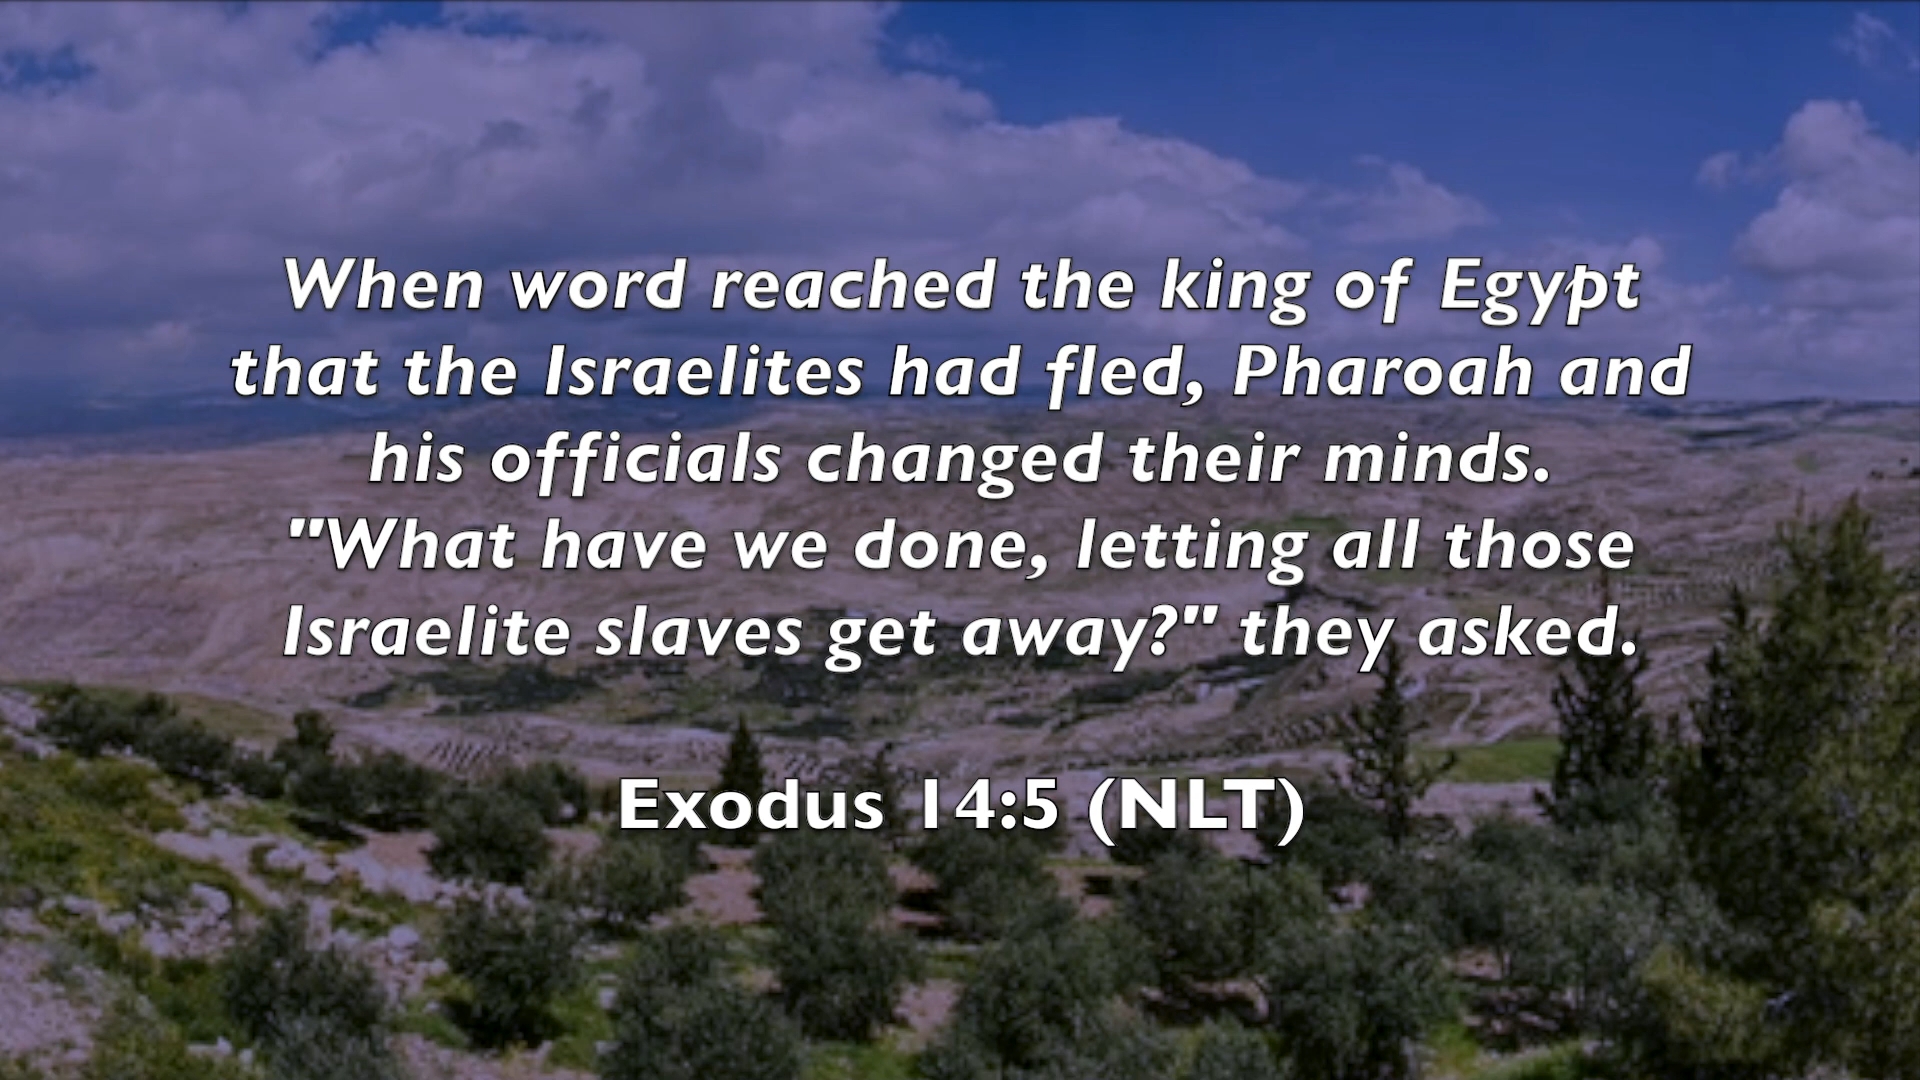 When word reached the king of Egypt
that the Israelites had fled, Pharoah and
his officials changed their minds.
"What have we done, letting all those
Israelite slaves get away?" they asked.
Exodus 14:5 (NLT)